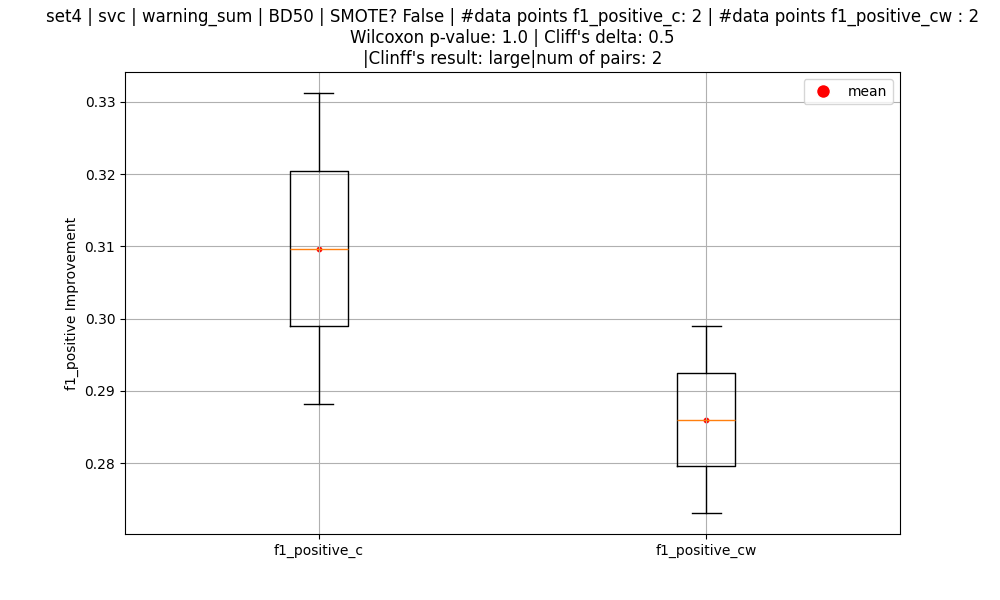 set4 | svc | warning_sum | BD50 | SMOTE? False | #data points f1_positive_c: 2 | #data points f1_positive_cw : 2
Wilcoxon p-value: 1.0 | Cliff's delta: 0.5
|Clinff's result: large|num of pairs: 2
mean
f1_positive Improvement
0.33
0.32
0.31
0.30
0.29
0.28
f1_positive_c
f1_positive_cw